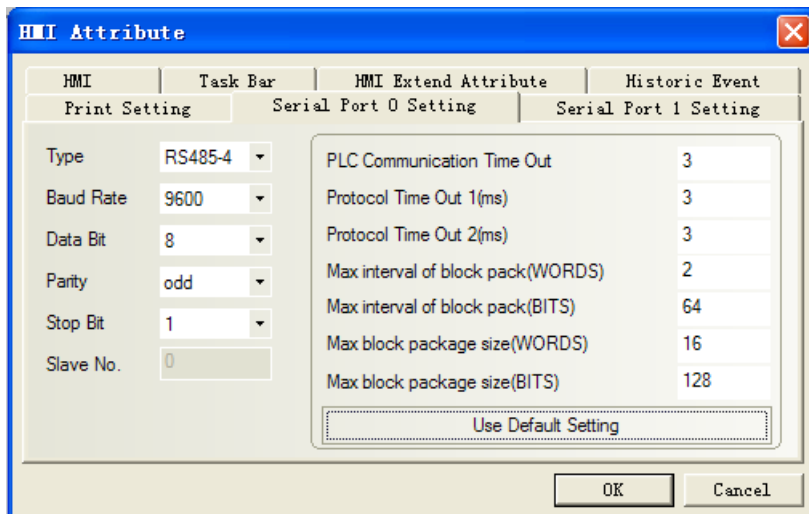 HMI Attribute
HMI
Task Bar
HMI Extend Attribute
Historic Event
Print Setting
Serial Port 0 Setting
Serial Port 1 Setting
Type RS485-4
Baud Rate 9600
Data Bit 8
Parity odd
Stop Bit 1
Slave No. 0
PLC Communication Time Out 3
Protocol Time Out 1(ms) 3
Protocol Time Out 2(ms) 3
Max interval of block pack(WORDS) 2
Max interval of block pack(BITS) 64
Max block package size(WORDS) 16
Max block package size(BITS) 128
Use Default Setting
OK
Cancel